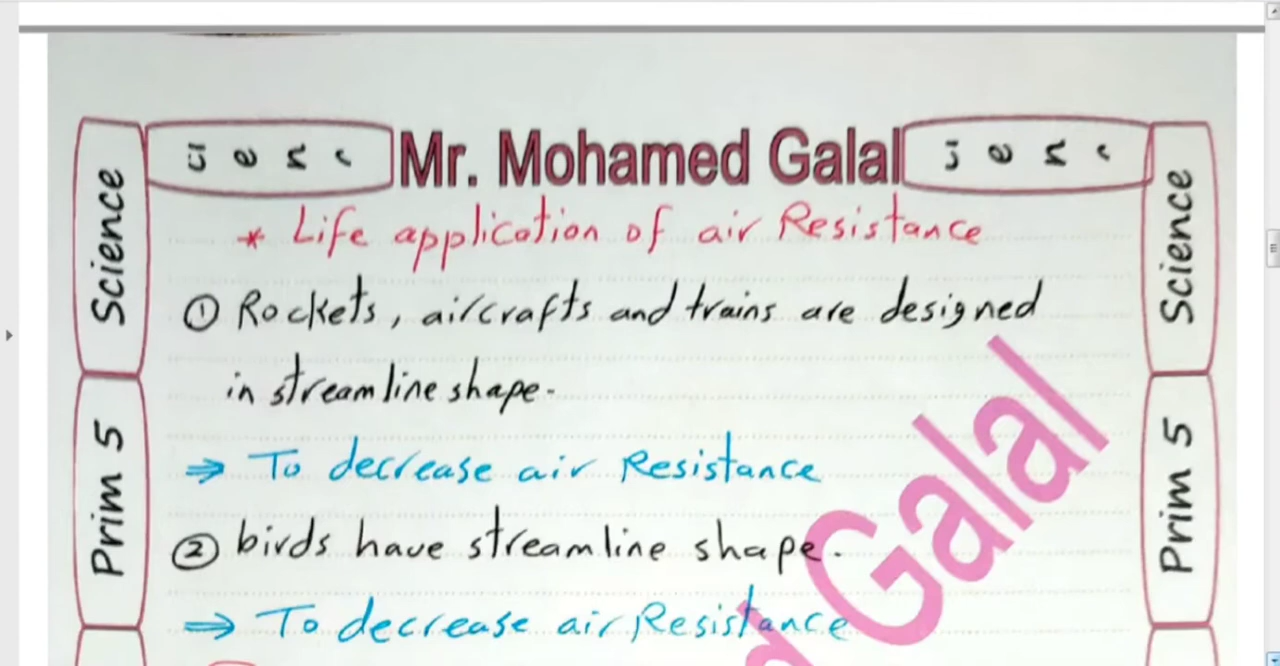 Mr. Mohamed Galal
* Life application of air Resistance
① Rockets, aircrafts and trains are designed
in streamline shape.
⇒ To decrease air Resistance
② birds have streamline shape.
⇒ To decrease air Resistance
Science
Prim 5
Science
Prim 5
Galal